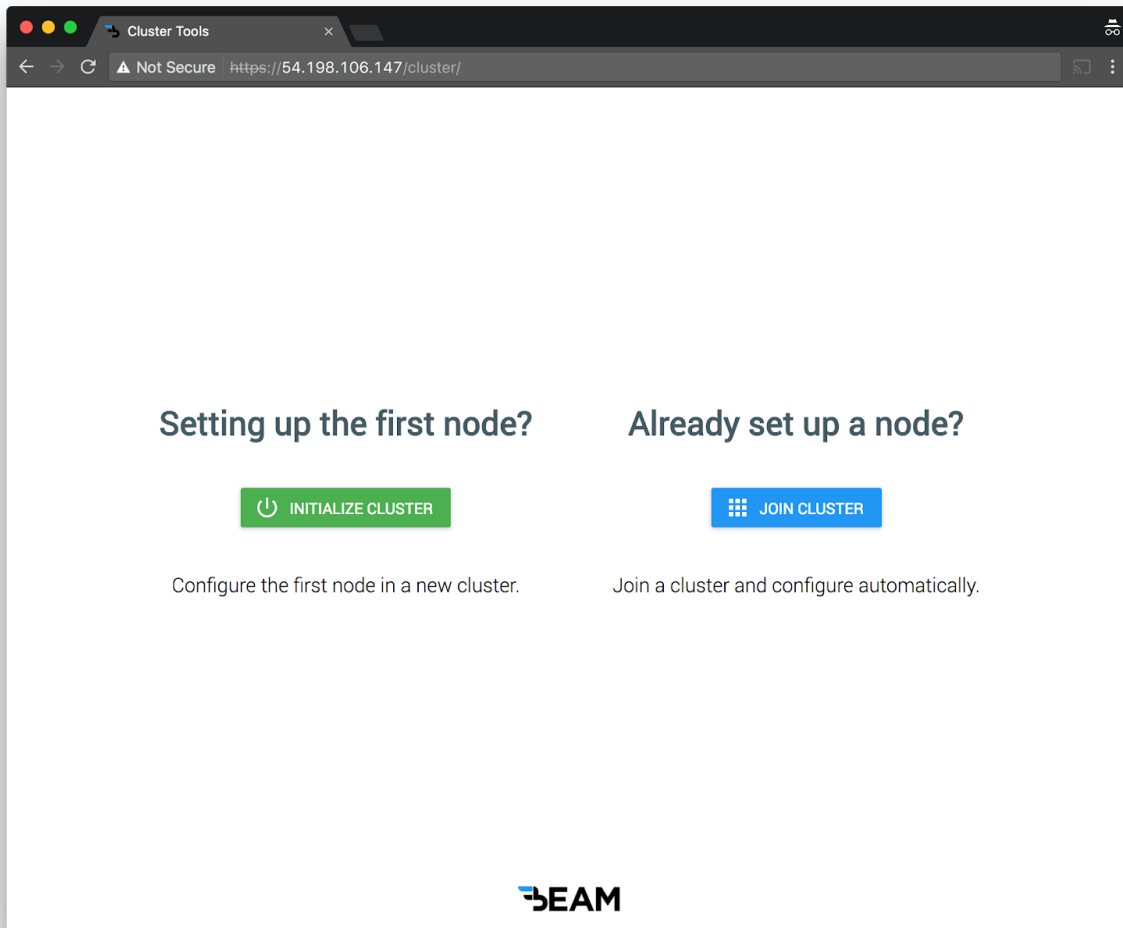 Cluster Tools
Not Secure https://54.198.106.147/cluster/
Setting up the first node?
Already set up a node?
INITIALIZE CLUSTER
JOIN CLUSTER
Configure the first node in a new cluster.
Join a cluster and configure automatically.
BEAM